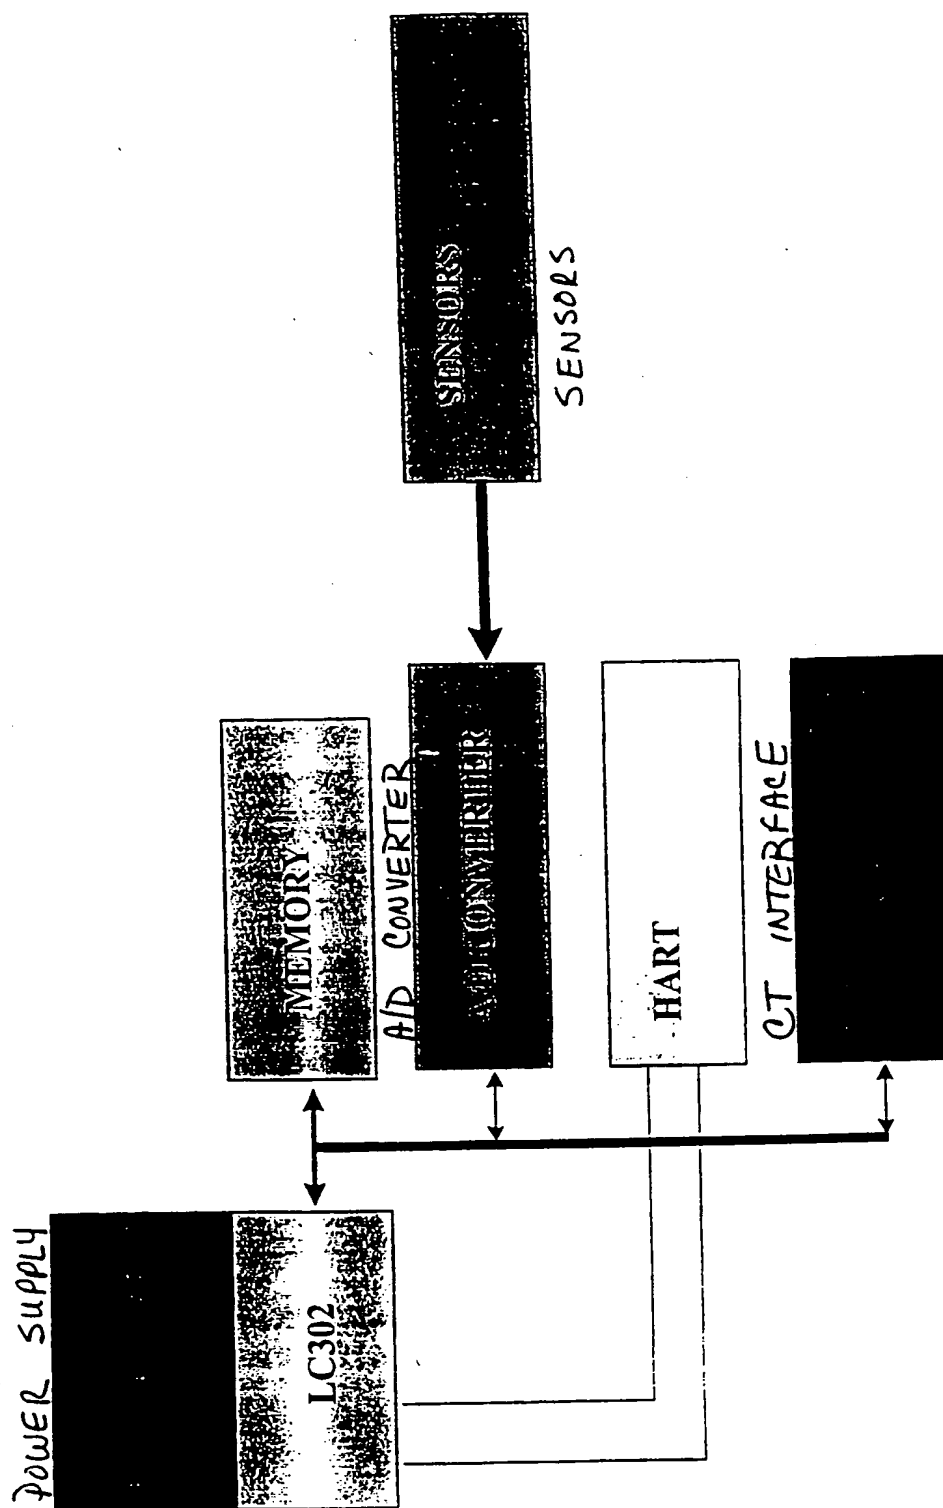 POWER SUPPLY
LC302
MEMORY
A/D CONVERTER
A/D CONVERTER
SENSORS
SENSORS
HART
CT INTERFACE